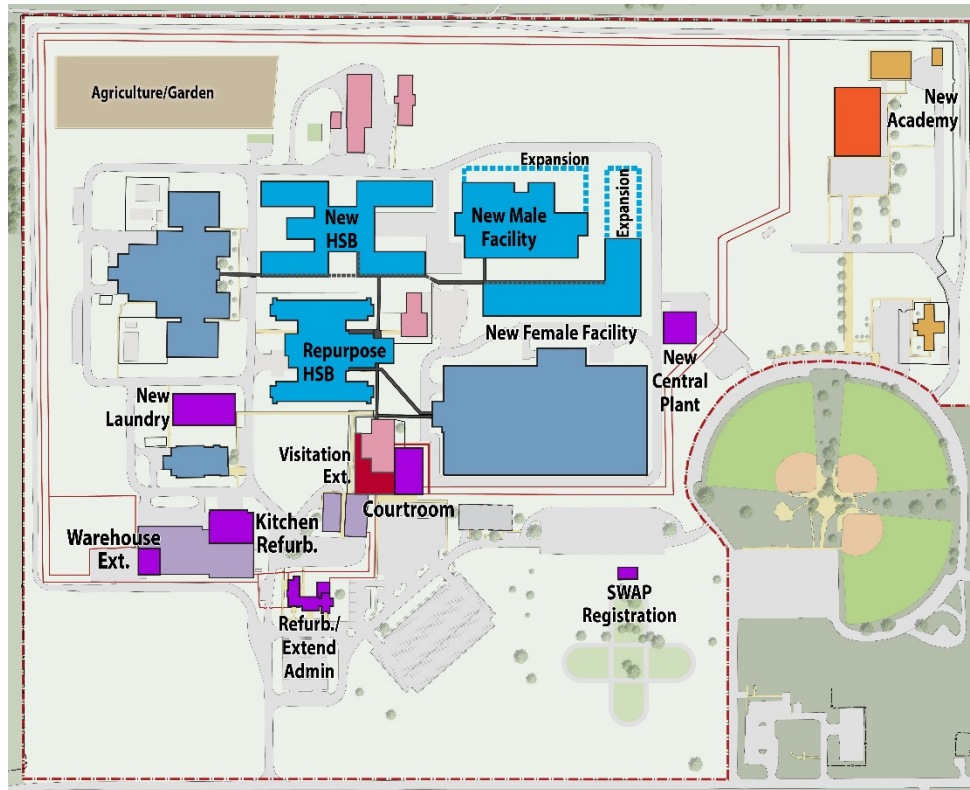 Agriculture/Garden
New
Academy
Expansion
Expansion
New
HSB
New Male
Facility
New Female Facility
Repurpose
HSB
New
Central
Plant
New
Laundry
Visitation
Ext.
Courtroom
Kitchen
Refurb.
Warehouse
Ext.
SWAP
Registration
Refurb./
Extend
Admin